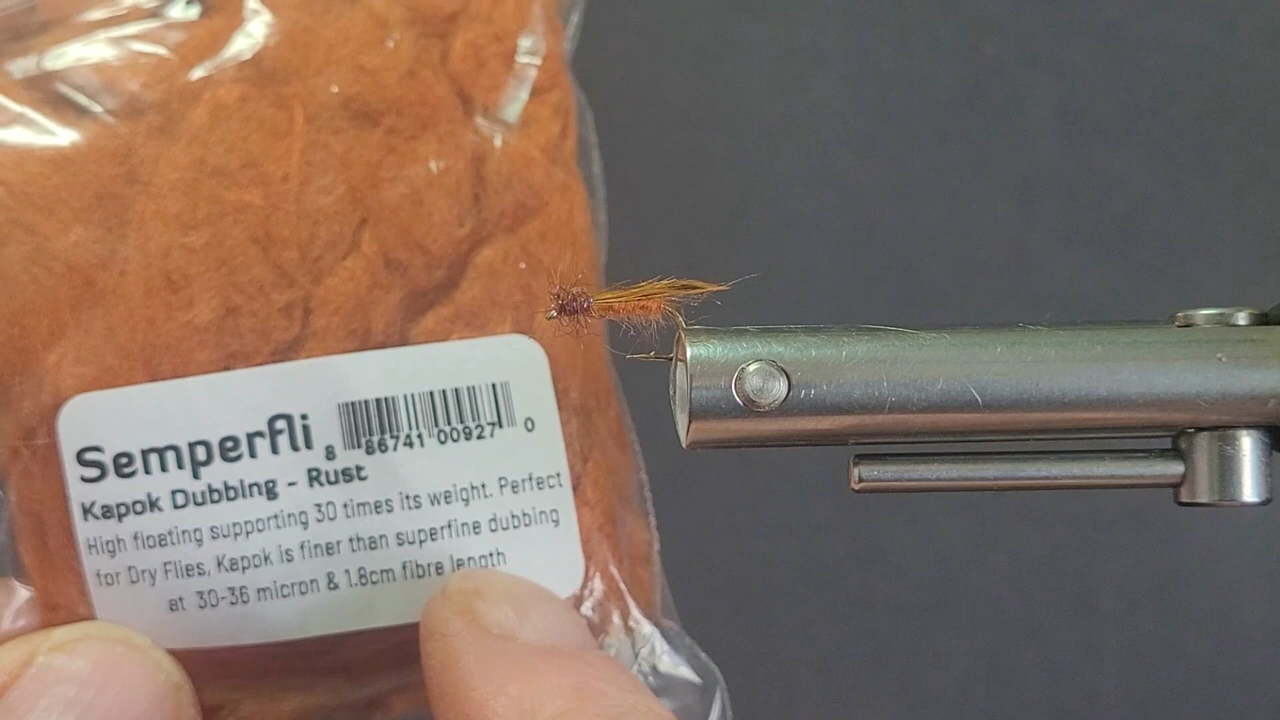 Semperfli
8 86741 00927 0
Kapok Dubbing - Rust
High floating supporting 30 times its weight. Perfect
for Dry Flies, Kapok is finer than superfine dubbing
at 30-36 micron & 1.8cm fibre length